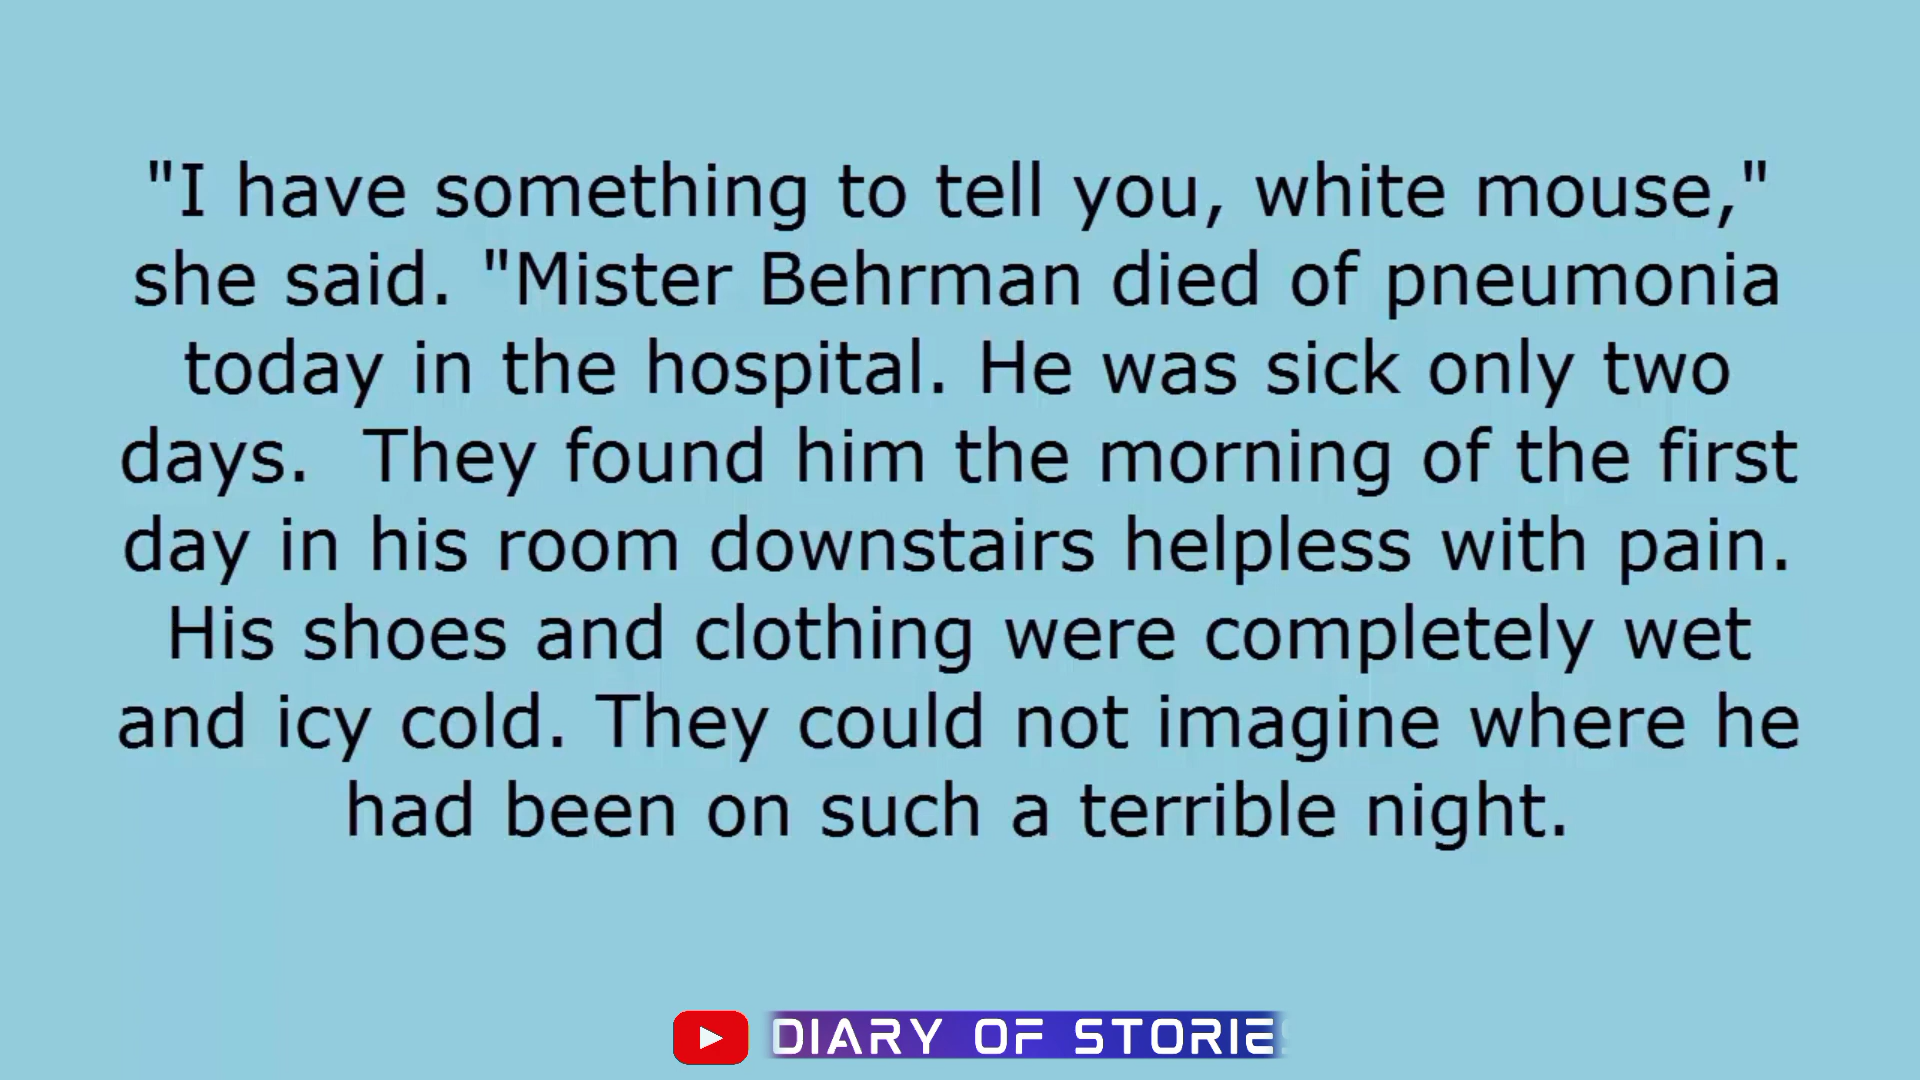 "I have something to tell you, white mouse,"
she said. "Mister Behrman died of pneumonia
today in the hospital. He was sick only two
days. They found him the morning of the first
day in his room downstairs helpless with pain.
His shoes and clothing were completely wet
and icy cold. They could not imagine where he
had been on such a terrible night.
DIARY OF STORIES